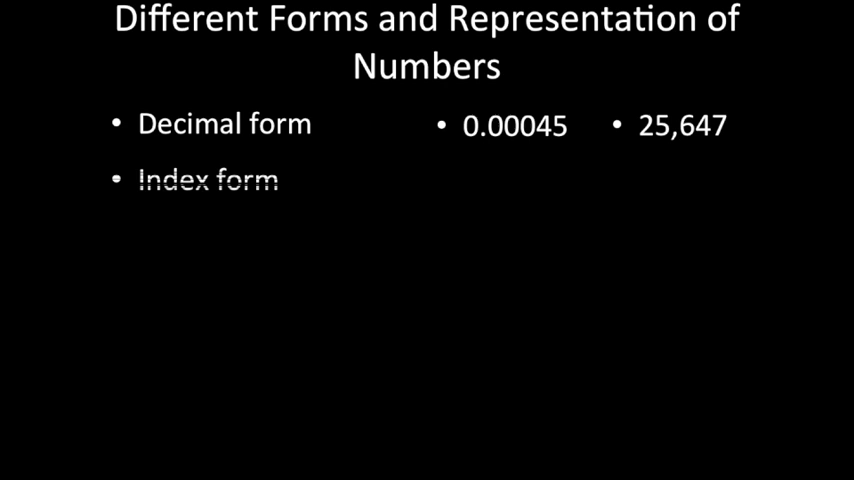 Different Forms and Representation of
Numbers
• Decimal form • 0.00045 • 25,647
• Index form